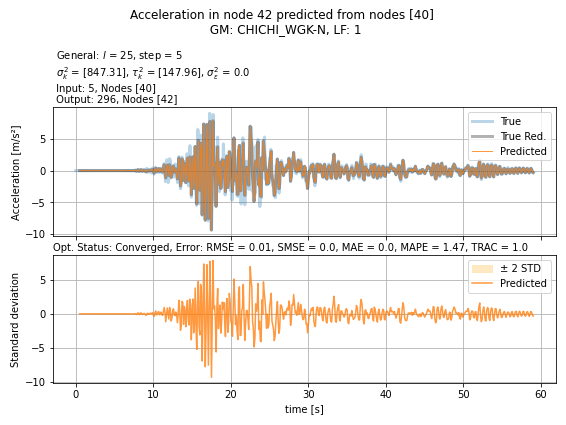 Acceleration in node 42 predicted from nodes [40]
GM: CHICHI_WGK-N, LF: 1
General: l = 25, step = 5
σ²ₖ = [847.31], τ²ₖ = [147.96], σ²ε = 0.0
Input: 5, Nodes [40]
Output: 296, Nodes [42]
Acceleration [m/s²]
5
0
−5
−10
True
True Red.
Predicted
Opt. Status: Converged, Error: RMSE = 0.01, SMSE = 0.0, MAE = 0.0, MAPE = 1.47, TRAC = 1.0
Standard deviation
5
0
−5
−10
± 2 STD
Predicted
0 10 20 30 40 50 60
time [s]